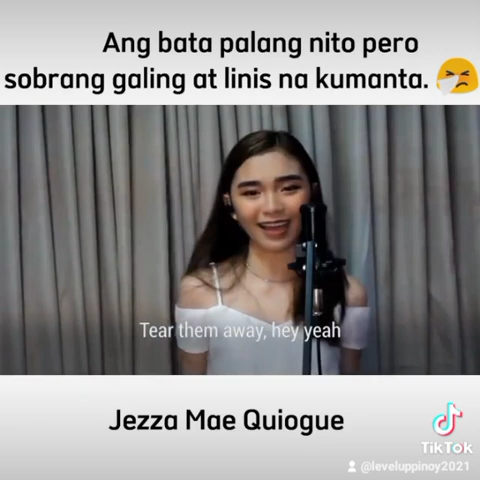 Ang bata palang nito pero
sobrang galing at linis na kumanta.
Tear them away, hey yeah
Jezza Mae Quiogue
TikTok
@leveluppinoy2021